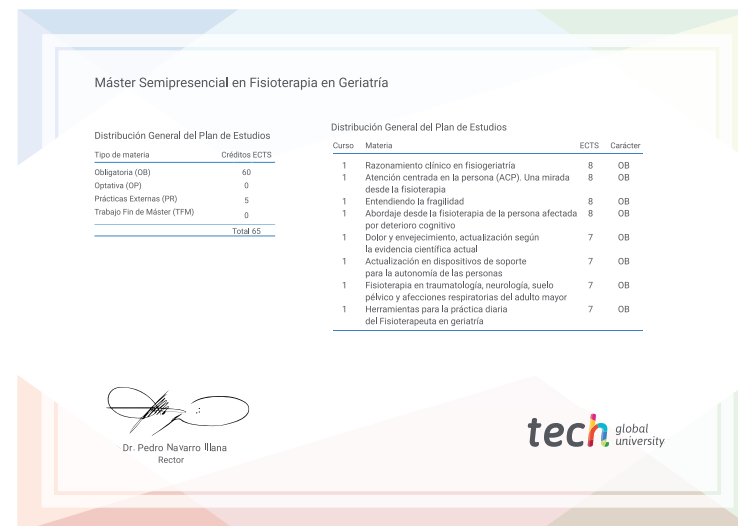 Máster Semipresencial en Fisioterapia en Geriatría
Distribución General del Plan de Estudios
Tipo de materia Créditos ECTS
Obligatoria (OB) 60
Optativa (OP) 0
Prácticas Externas (PR) 5
Trabajo Fin de Máster (TFM) 0
Total 65
Distribución General del Plan de Estudios
Curso Materia ECTS Carácter
1 Razonamiento clínico en fisiogeriatría 8 OB
1 Atención centrada en la persona (ACP). Una mirada 8 OB
desde la fisioterapia
1 Entendiendo la fragilidad 8 OB
1 Abordaje desde la fisioterapia de la persona afectada 8 OB
por deterioro cognitivo
1 Dolor y envejecimiento, actualización según 7 OB
la evidencia científica actual
1 Actualización en dispositivos de soporte 7 OB
para la autonomía de las personas
1 Fisioterapia en traumatología, neurología, suelo 7 OB
pélvico y afecciones respiratorias del adulto mayor
1 Herramientas para la práctica diaria 7 OB
del Fisioterapeuta en geriatría
Dr. Pedro Navarro Illana
Rector
tech global
university